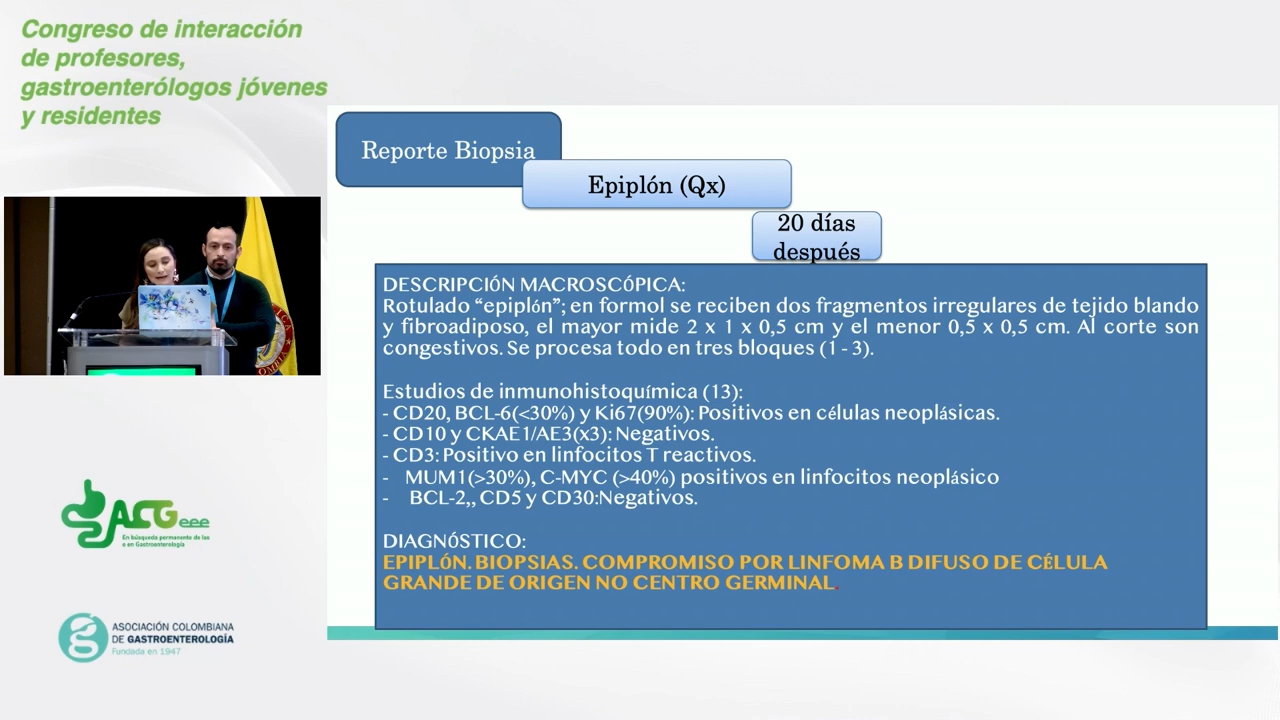 Congreso de interacción
de profesores,
gastroenterólogos jóvenes
y residentes
Reporte Biopsia
Epiplón (Qx)
20 días
después
DESCRIPCIÓN MACROSCÓPICA:
Rotulado “epiplón”; en formol se reciben dos fragmentos irregulares de tejido blando
y fibroadiposo, el mayor mide 2 x 1 x 0,5 cm y el menor 0,5 x 0,5 cm. Al corte son
congestivos. Se procesa todo en tres bloques (1 - 3).
Estudios de inmunohistoquímica (13):
- CD20, BCL-6(<30%) y Ki67(90%): Positivos en células neoplásicas.
- CD10 y CKAE1/AE3(x3): Negativos.
- CD3: Positivo en linfocitos T reactivos.
- MUM1(>30%), C-MYC (>40%) positivos en linfocitos neoplásico
- BCL-2,, CD5 y CD30:Negativos.
DIAGNÓSTICO:
EPIPLÓN. BIOPSIAS. COMPROMISO POR LINFOMA B DIFUSO DE CÉLULA
GRANDE DE ORIGEN NO CENTRO GERMINAL.
ACGeee
En búsqueda permanente de las
e en Gastroenterología
ASOCIACIÓN COLOMBIANA
DE GASTROENTEROLOGÍA
Fundada en 1947